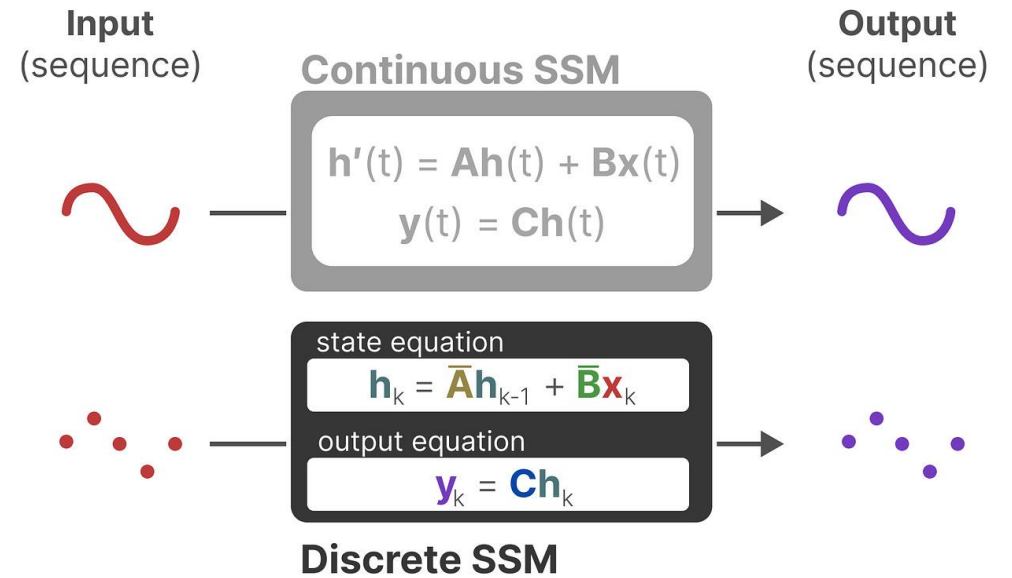 Input
(sequence)
Output
(sequence)
Continuous SSM
h′(t) = Ah(t) + Bx(t)
y(t) = Ch(t)
state equation
hₖ = A̅hₖ₋₁ + B̅xₖ
output equation
yₖ = Chₖ
Discrete SSM